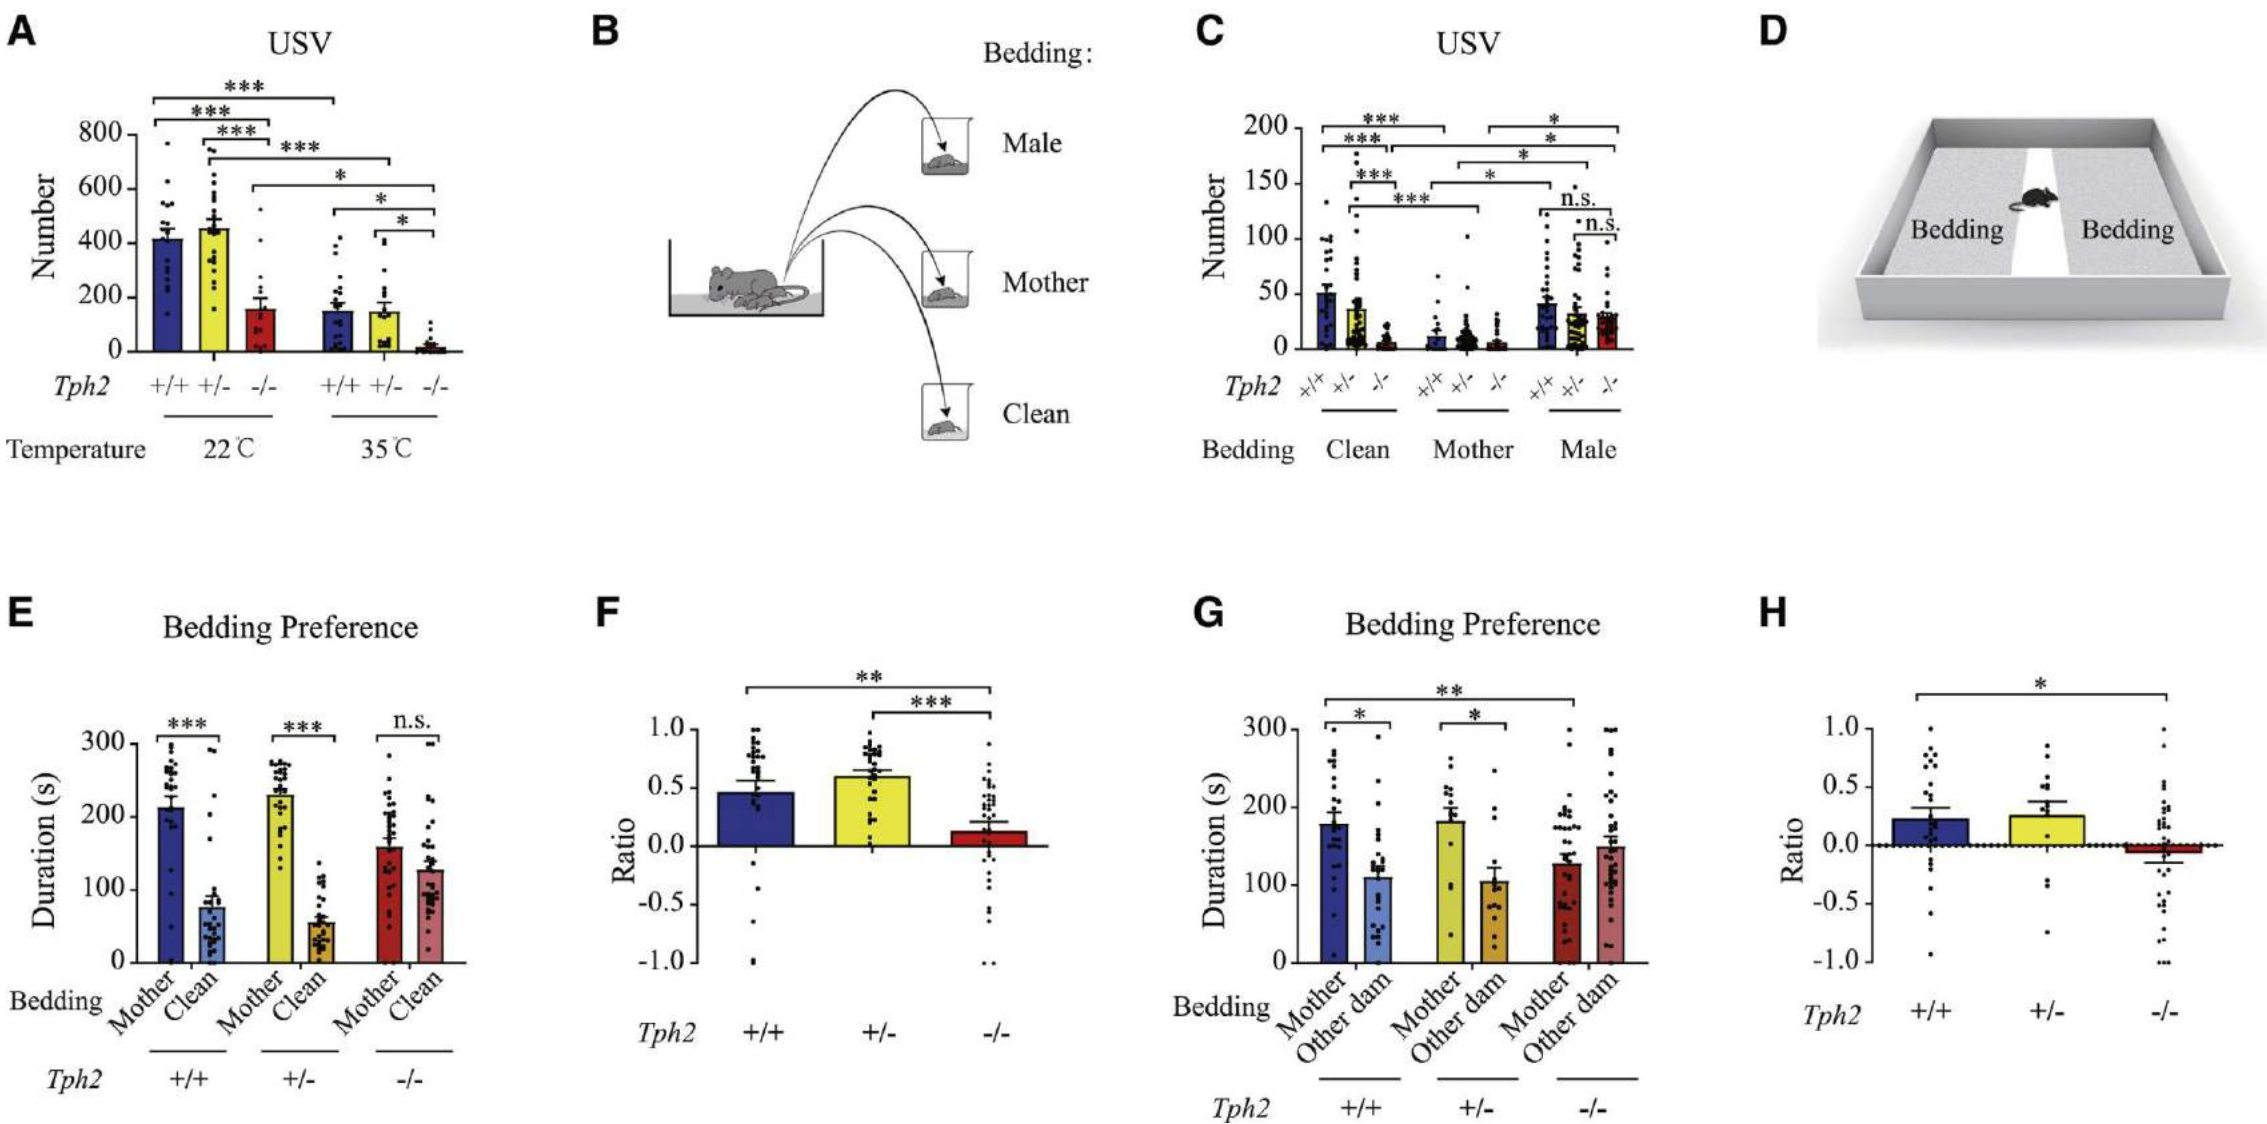 A
USV
***
***
***
***
*
*
*
Number
800
600
400
200
0
Tph2 +/+ +/- -/- +/+ +/- -/-
Temperature 22℃ 35℃
B
Bedding:
Male
Mother
Clean
C
USV
***
***
***
***
*
*
*
*
n.s.
n.s.
Number
200
150
100
50
0
Tph2 +/+ +/- -/- +/+ +/- -/- +/+ +/- -/-
Bedding Clean Mother Male
D
Bedding Bedding
E
Bedding Preference
*** *** n.s.
Duration (s)
300
200
100
0
Bedding Mother Clean Mother Clean Mother Clean
Tph2 +/+ +/- -/-
F
**
***
Ratio
1.0
0.5
0.0
-0.5
-1.0
Tph2 +/+ +/- -/-
G
Bedding Preference
**
* *
Duration (s)
300
200
100
0
Bedding Mother Other dam Mother Other dam Mother Other dam
Tph2 +/+ +/- -/-
H
*
Ratio
1.0
0.5
0.0
-0.5
-1.0
Tph2 +/+ +/- -/-